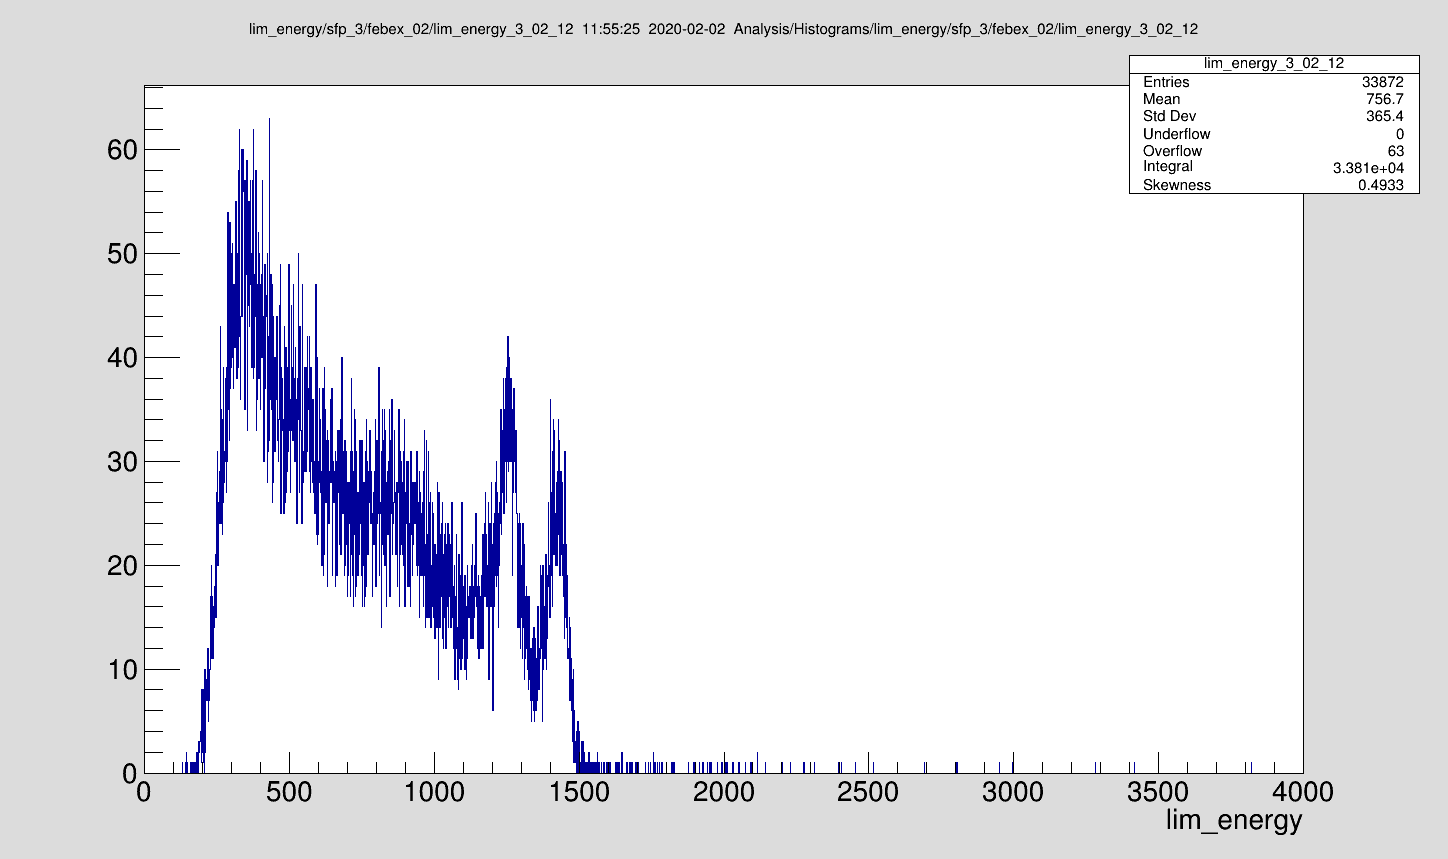 lim_energy/sfp_3/febex_02/lim_energy_3_02_12 11:55:25 2020-02-02 Analysis/Histograms/lim_energy/sfp_3/febex_02/lim_energy_3_02_12
lim_energy_3_02_12
Entries 33872
Mean 756.7
Std Dev 365.4
Underflow 0
Overflow 63
Integral 3.381e+04
Skewness 0.4933
60
50
40
30
20
10
0
0 500 1000 1500 2000 2500 3000 3500 4000
lim_energy